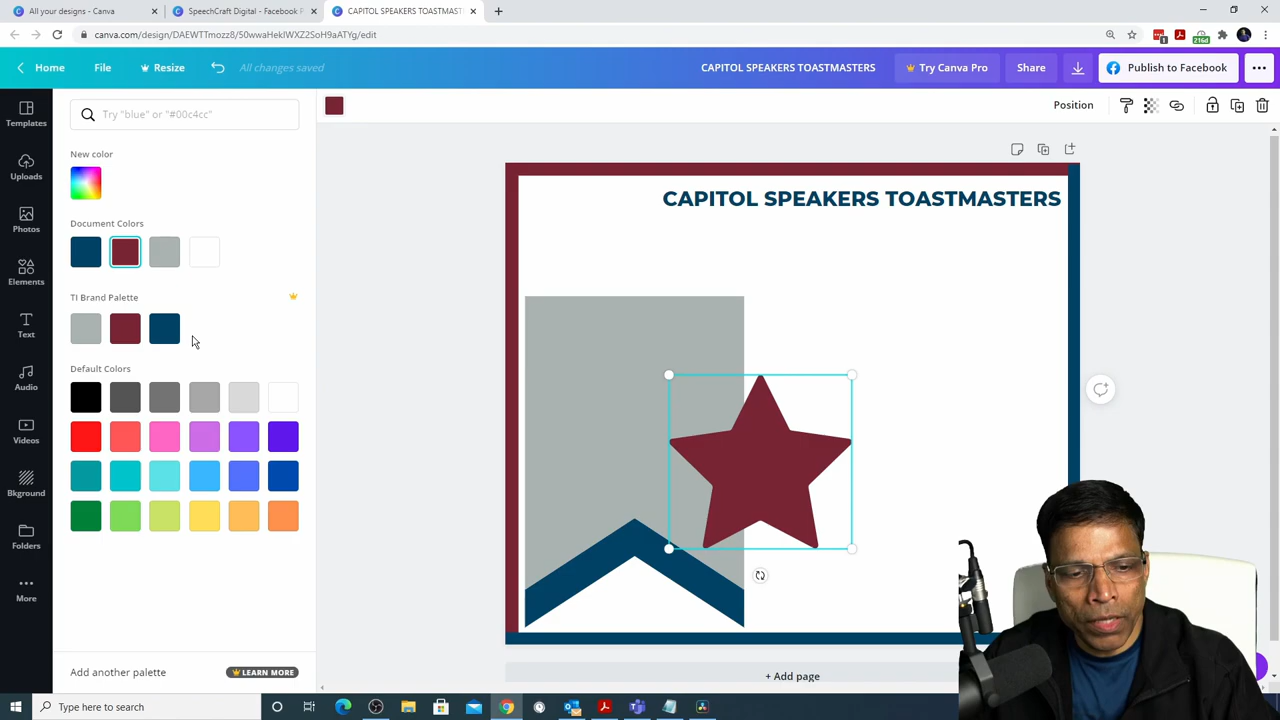 All your designs - Canva
SpeechCraft Digital - Facebook P
CAPITOL SPEAKERS TOASTMAST
canva.com/design/DAEWTTmozz8/50wwaHeklWXZ2SoH9aATYg/edit
1
216d
Home
File
Resize
All changes saved
CAPITOL SPEAKERS TOASTMASTERS
Try Canva Pro
Share
Publish to Facebook
Templates
Uploads
Photos
Elements
Text
Audio
Videos
Bkground
Folders
More
Try "blue" or "#00c4cc"
New color
Document Colors
TI Brand Palette
Default Colors
Add another palette
LEARN MORE
Position
CAPITOL SPEAKERS TOASTMASTERS
+ Add page
Type here to search